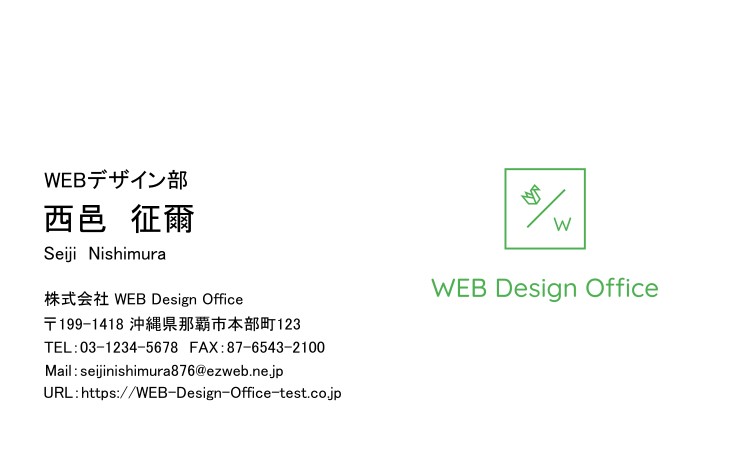 WEBデザイン部
西邑　征爾
Seiji　Nishimura
株式会社 WEB Design Office
〒199-1418 沖縄県那覇市本部町123
TEL：03-1234-5678　FAX：87-6543-2100
Mail：seijinishimura876@ezweb.ne.jp
URL：https://WEB-Design-Office-test.co.jp
W
WEB Design Office